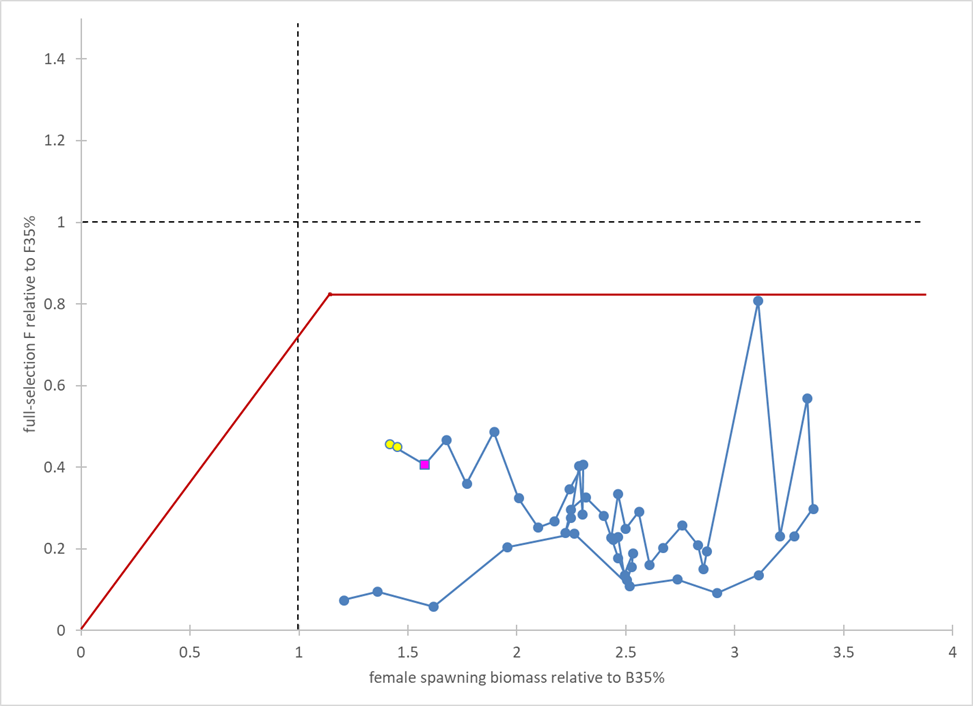 1.4
1.2
1
0.8
0.6
0.4
0.2
0
full-selection F relative to F35%
0 0.5 1 1.5 2 2.5 3 3.5 4
female spawning biomass relative to B35%